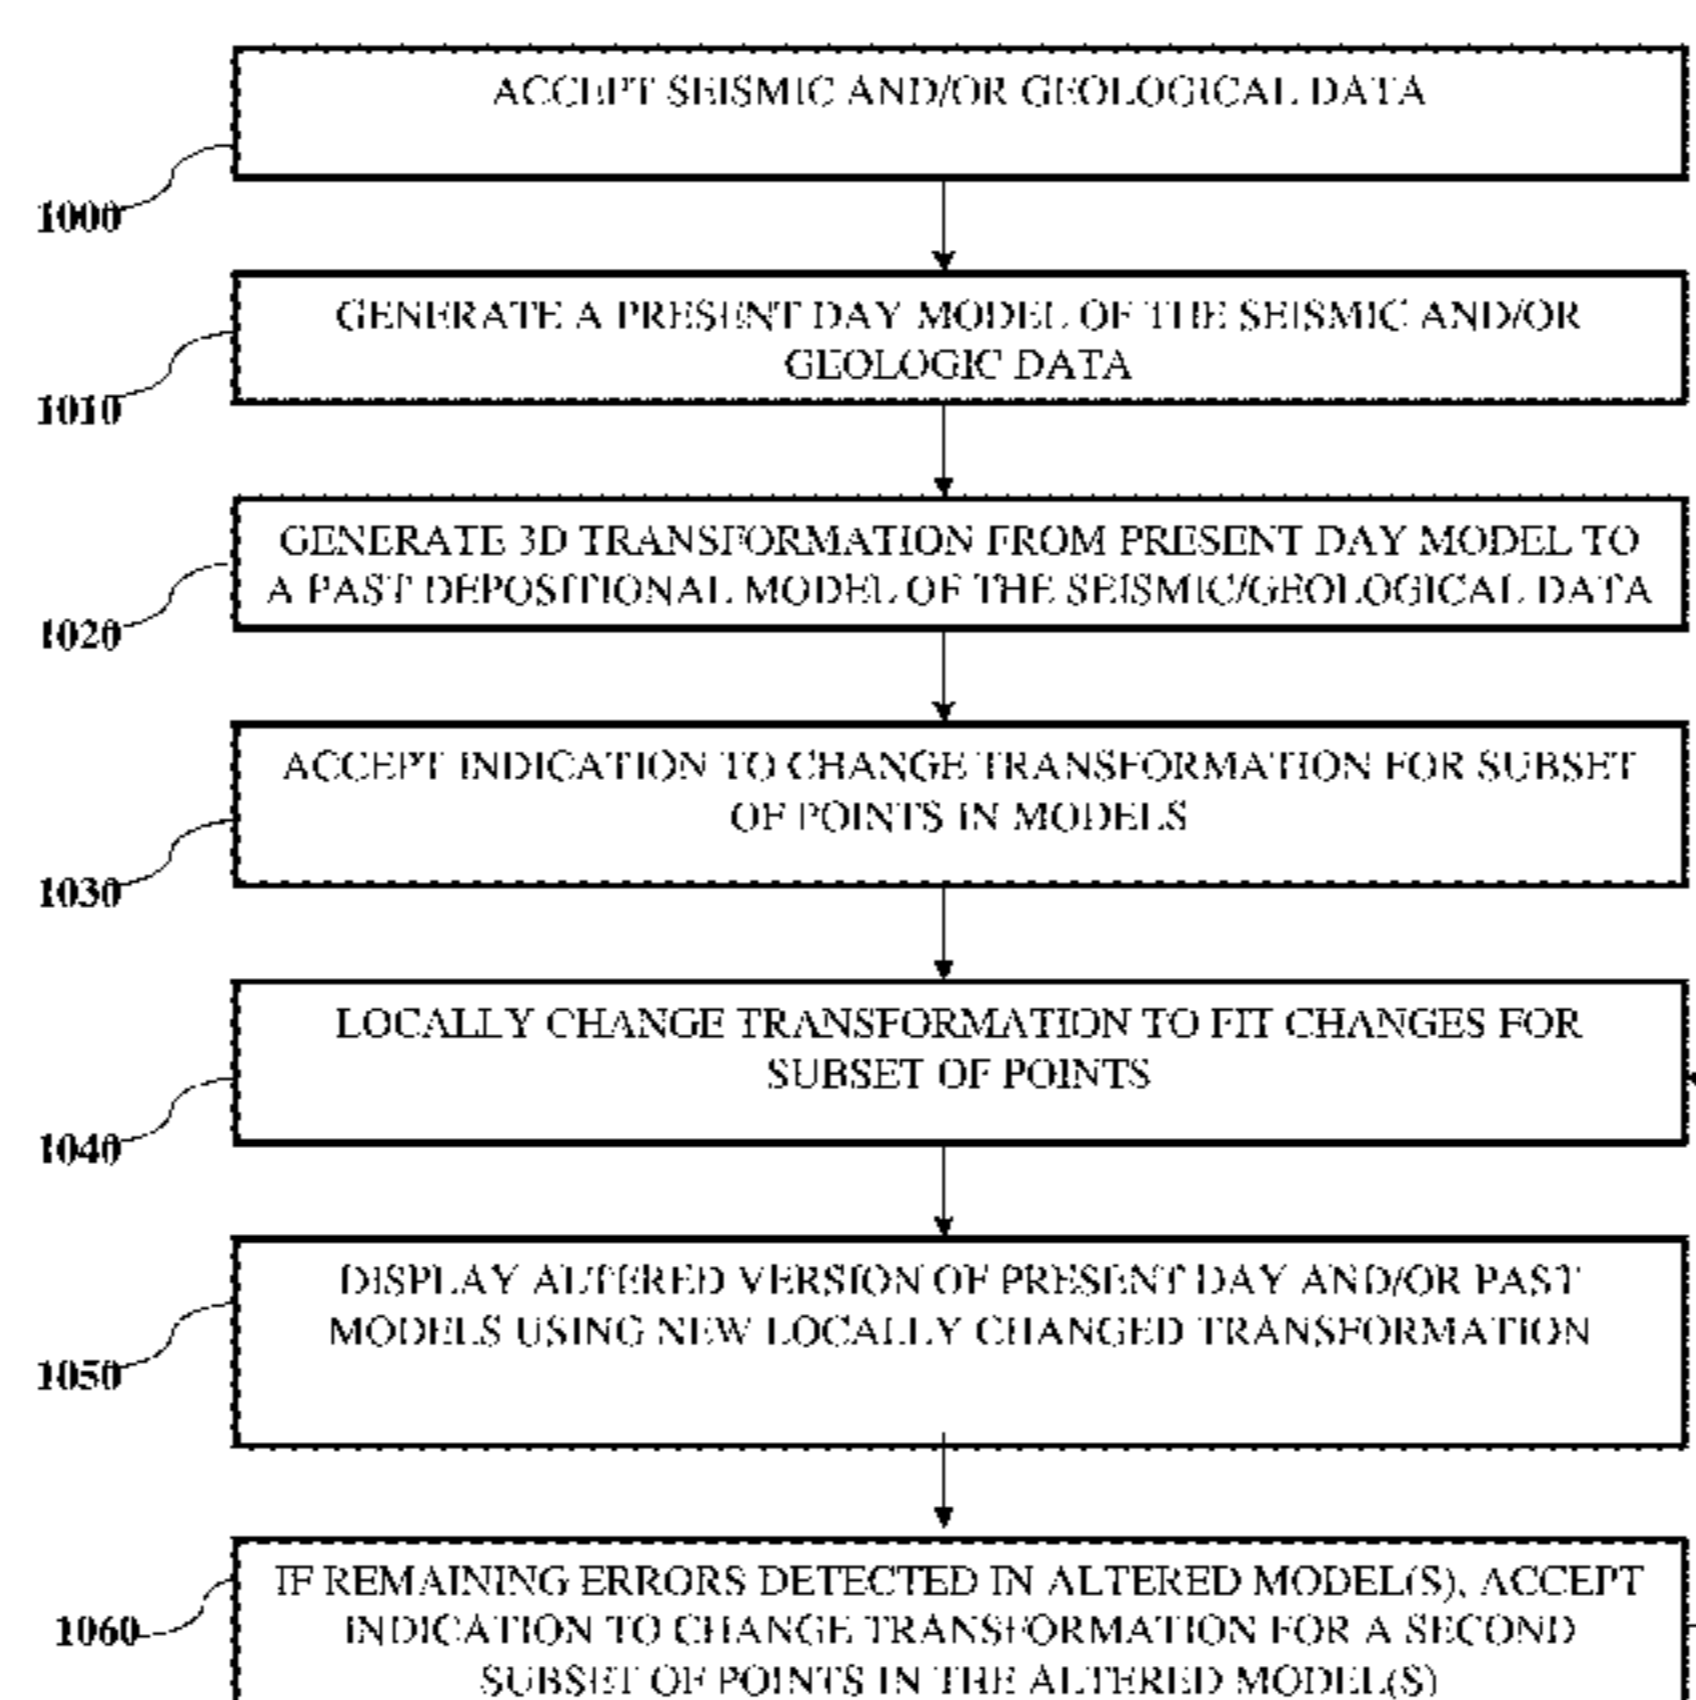 ACCEPT SEISMIC AND/OR GEOLOGICAL DATA
1000
GENERATE A PRESENT DAY MODEL OF THE SEISMIC AND/OR
GEOLOGIC DATA
1010
GENERATE 3D TRANSFORMATION FROM PRESENT DAY MODEL TO
A PAST DEPOSITIONAL MODEL OF THE SEISMIC/GEOLOGICAL DATA
1020
ACCEPT INDICATION TO CHANGE TRANSFORMATION FOR SUBSET
OF POINTS IN MODELS
1030
LOCALLY CHANGE TRANSFORMATION TO FIT CHANGES FOR
SUBSET OF POINTS
1040
DISPLAY ALTERED VERSION OF PRESENT DAY AND/OR PAST
MODELS USING NEW LOCALLY CHANGED TRANSFORMATION
1050
IF REMAINING ERRORS DETECTED IN ALTERED MODEL(S), ACCEPT
INDICATION TO CHANGE TRANSFORMATION FOR A SECOND
SUBSET OF POINTS IN THE ALTERED MODEL(S)
1060